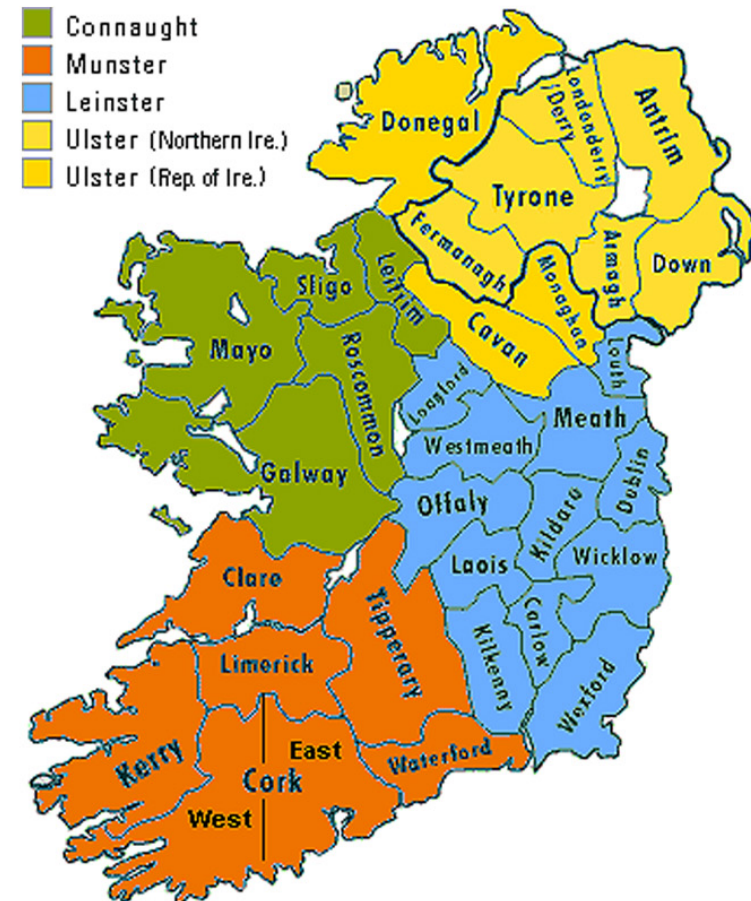 Connaught
Munster
Leinster
Ulster (Northern Ire.)
Ulster (Rep. of Ire.)
Donegal
Londonderry
/Derry
Antrim
Tyrone
Fermanagh
Armagh
Down
Monaghan
Cavan
Leitrim
Sligo
Mayo
Roscommon
Galway
Longford
Louth
Meath
Westmeath
Dublin
Offaly
Kildare
Laois
Wicklow
Carlow
Kilkenny
Wexford
Clare
Tipperary
Limerick
Kerry
East
Cork
West
Waterford